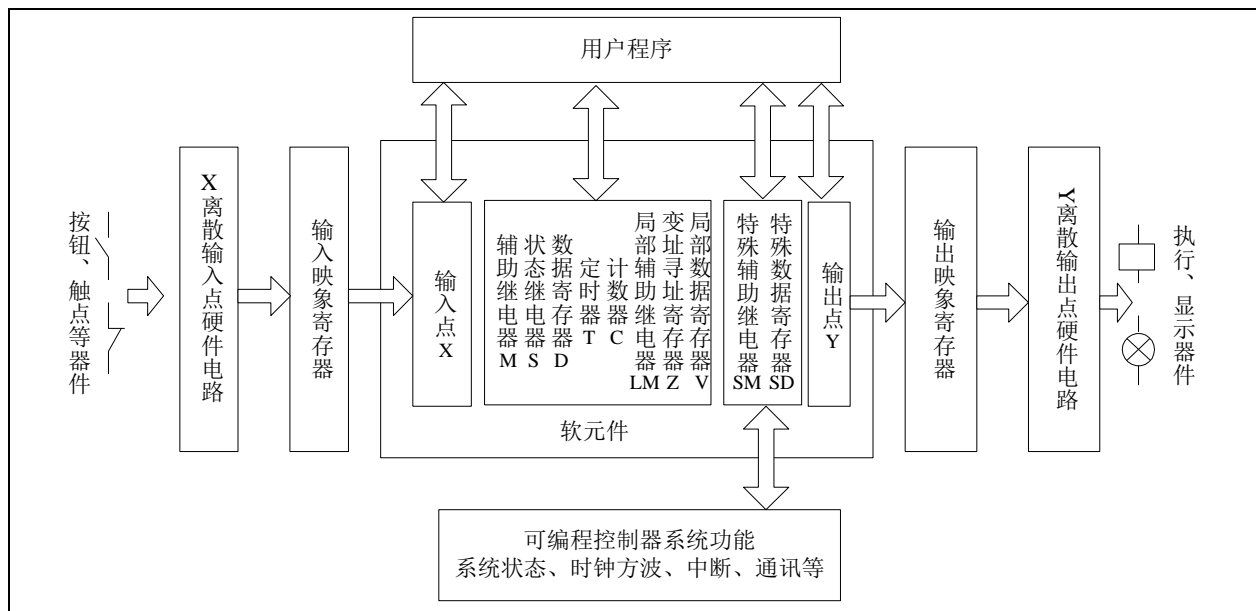 用户程序
按钮、触点等器件
X离散输入点硬件电路
输入映象寄存器
输入点X
辅助继电器M
状态继电器S
数据寄存器D
定时器T
计数器C
局部辅助继电器LM
变址寻址寄存器Z
局部数据寄存器V
特殊辅助继电器SM
特殊数据寄存器SD
输出点Y
软元件
输出映象寄存器
Y离散输出点硬件电路
执行、显示器件
可编程控制器系统功能
系统状态、时钟方波、中断、通讯等